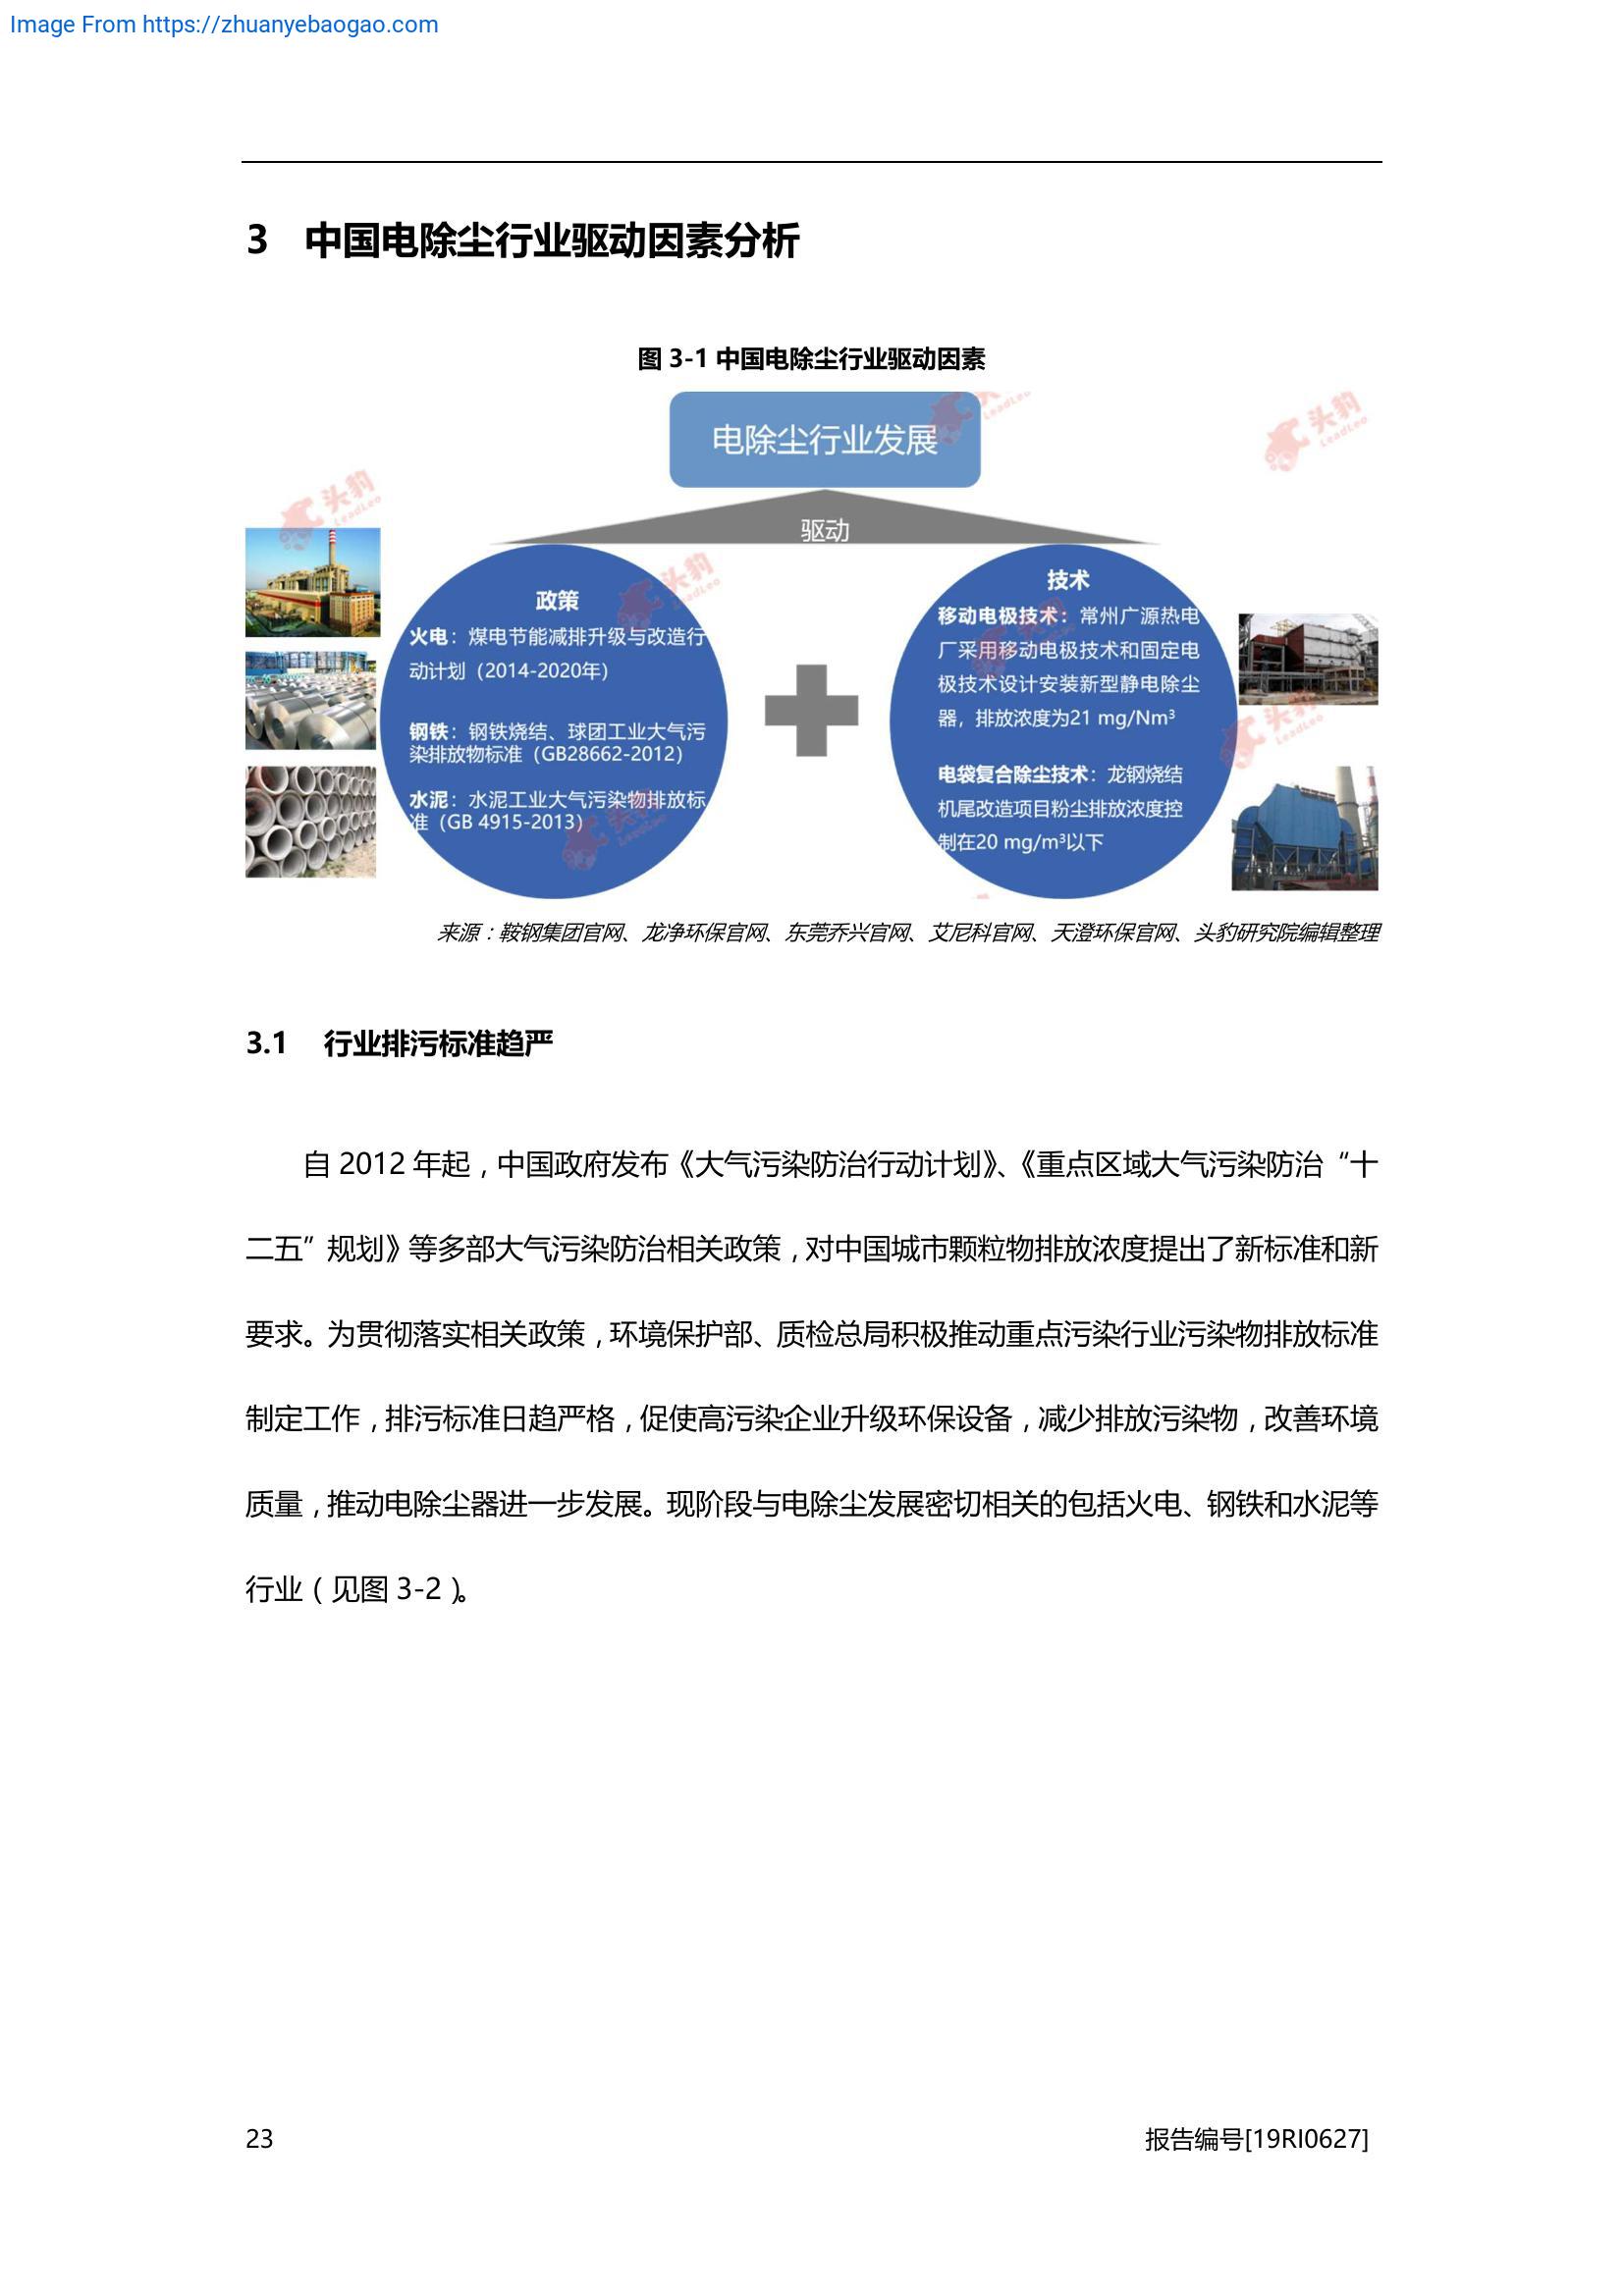 Image From https://zhuanyebaogao.com
3 中国电除尘行业驱动因素分析
图 3-1 中国电除尘行业驱动因素
电除尘行业发展
驱动
政策
火电：煤电节能减排升级与改造行
动计划（2014-2020年）
钢铁：钢铁烧结、球团工业大气污
染排放物标准（GB28662-2012）
水泥：水泥工业大气污染物排放标
准（GB 4915-2013）
技术
移动电极技术：常州广源热电
厂采用移动电极技术和固定电
极技术设计安装新型静电除尘
器，排放浓度为21 mg/Nm³
电袋复合除尘技术：龙钢烧结
机尾改造项目粉尘排放浓度控
制在20 mg/m³以下
头豹
LeadLeo
来源：鞍钢集团官网、龙净环保官网、东莞乔兴官网、艾尼科官网、天澄环保官网、头豹研究院编辑整理
3.1 行业排污标准趋严
自 2012 年起，中国政府发布《大气污染防治行动计划》、《重点区域大气污染防治“十
二五”规划》等多部大气污染防治相关政策，对中国城市颗粒物排放浓度提出了新标准和新
要求。为贯彻落实相关政策，环境保护部、质检总局积极推动重点污染行业污染物排放标准
制定工作，排污标准日趋严格，促使高污染企业升级环保设备，减少排放污染物，改善环境
质量，推动电除尘器进一步发展。现阶段与电除尘发展密切相关的包括火电、钢铁和水泥等
行业（见图 3-2）。
23 报告编号[19RI0627]